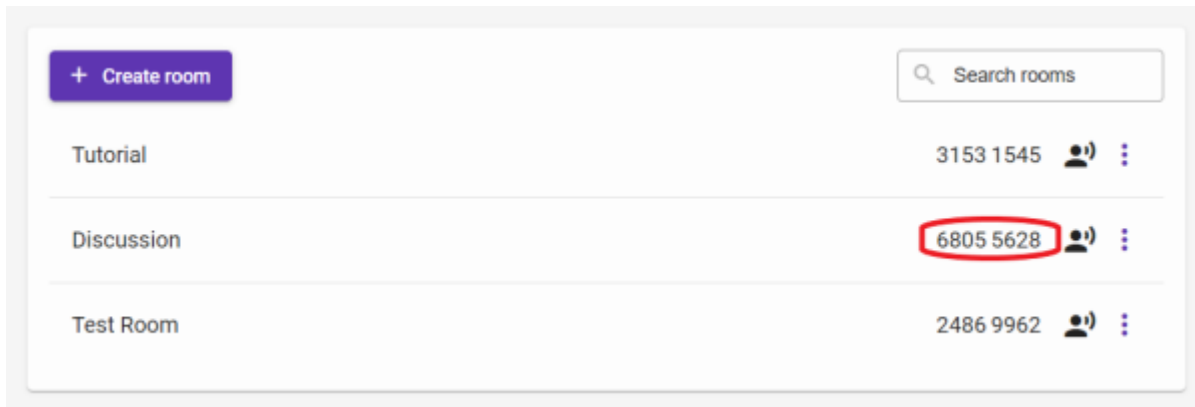 + Create room
Search rooms
Tutorial
3153 1545
Discussion
6805 5628
Test Room
2486 9962